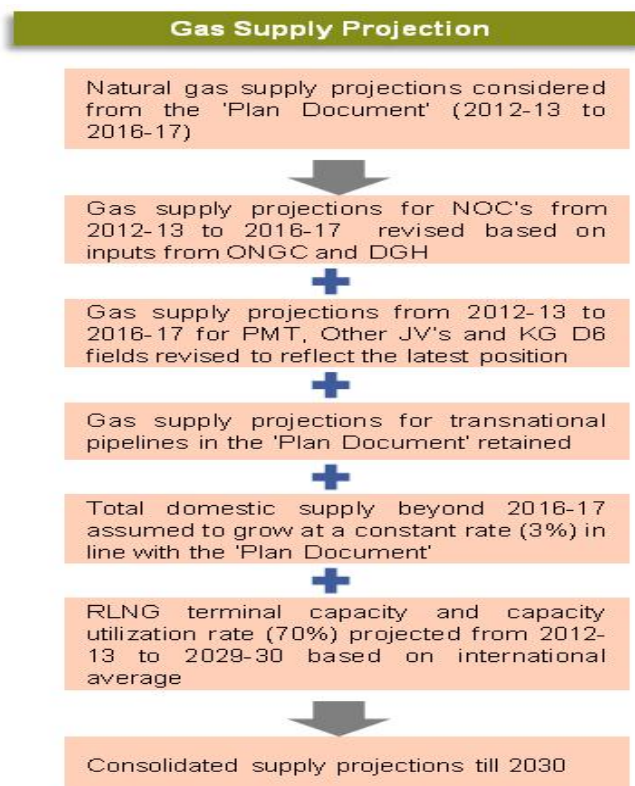 Gas Supply Projection
Natural gas supply projections considered
from the 'Plan Document' (2012-13 to
2016-17)
Gas supply projections for NOC's from
2012-13 to 2016-17 revised based on
inputs from ONGC and DGH
Gas supply projections from 2012-13 to
2016-17 for PMT, Other JV's and KG D6
fields revised to reflect the latest position
Gas supply projections for transnational
pipelines in the 'Plan Document' retained
Total domestic supply beyond 2016-17
assumed to grow at a constant rate (3%) in
line with the 'Plan Document'
RLNG terminal capacity and capacity
utilization rate (70%) projected from 2012-
13 to 2029-30 based on international
average
Consolidated supply projections till 2030